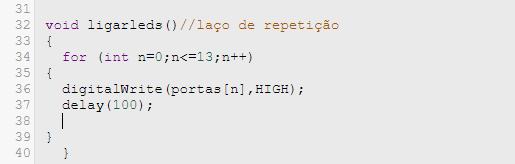 31
32 void ligarleds()//laço de repetição
33 {
34 for (int n=0;n<=13;n++)
35 {
36 digitalWrite(portas[n],HIGH);
37 delay(100);
38
39 }
40 }